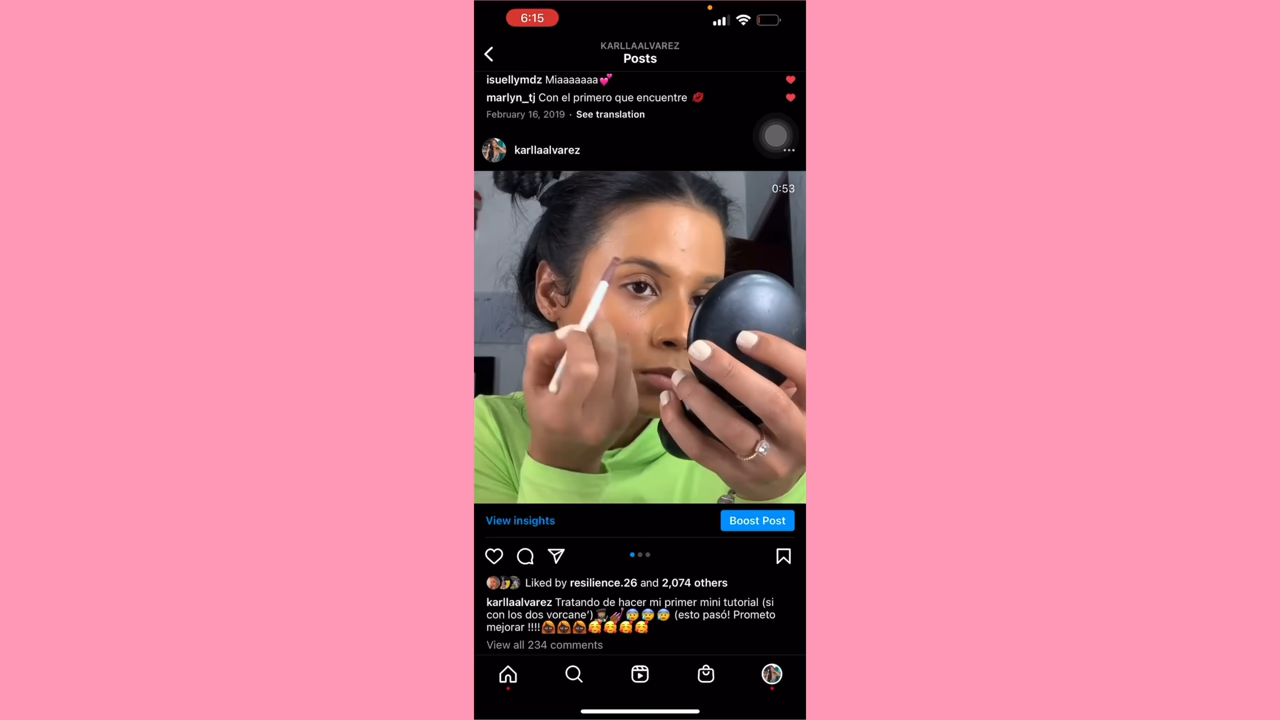 6:15
KARLLAALVAREZ
Posts
isuellymdz Miaaaaaaa💕
marlyn_tj Con el primero que encuentre 💋
February 16, 2019 · See translation
karllaalvarez
0:53
View insights
Boost Post
Liked by resilience.26 and 2,074 others
karllaalvarez Tratando de hacer mi primer mini tutorial (si
con los dos vorcane') 😰😰😰 (esto pasó! Prometo
mejorar !!!!🙈🙈🙈🥰🥰🥰🥰
View all 234 comments